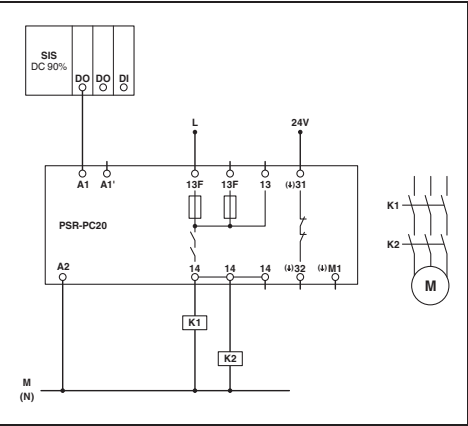 SIS
DC 90%
DO DO DI
L 24V
A1 A1' 13F 13F 13 (↓)31
PSR-PC20
K1
K2
A2 14 14 14 (↓)32 (↓)M1
M
K1
K2
M
(N)